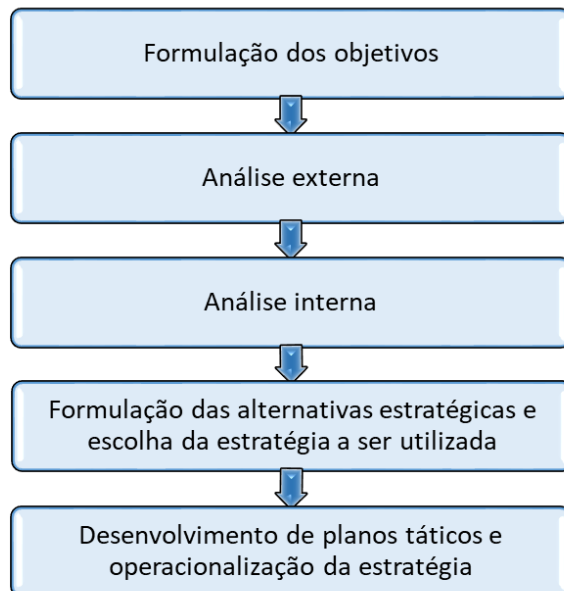 Formulação dos objetivos
Análise externa
Análise interna
Formulação das alternativas estratégicas e
escolha da estratégia a ser utilizada
Desenvolvimento de planos táticos e
operacionalização da estratégia